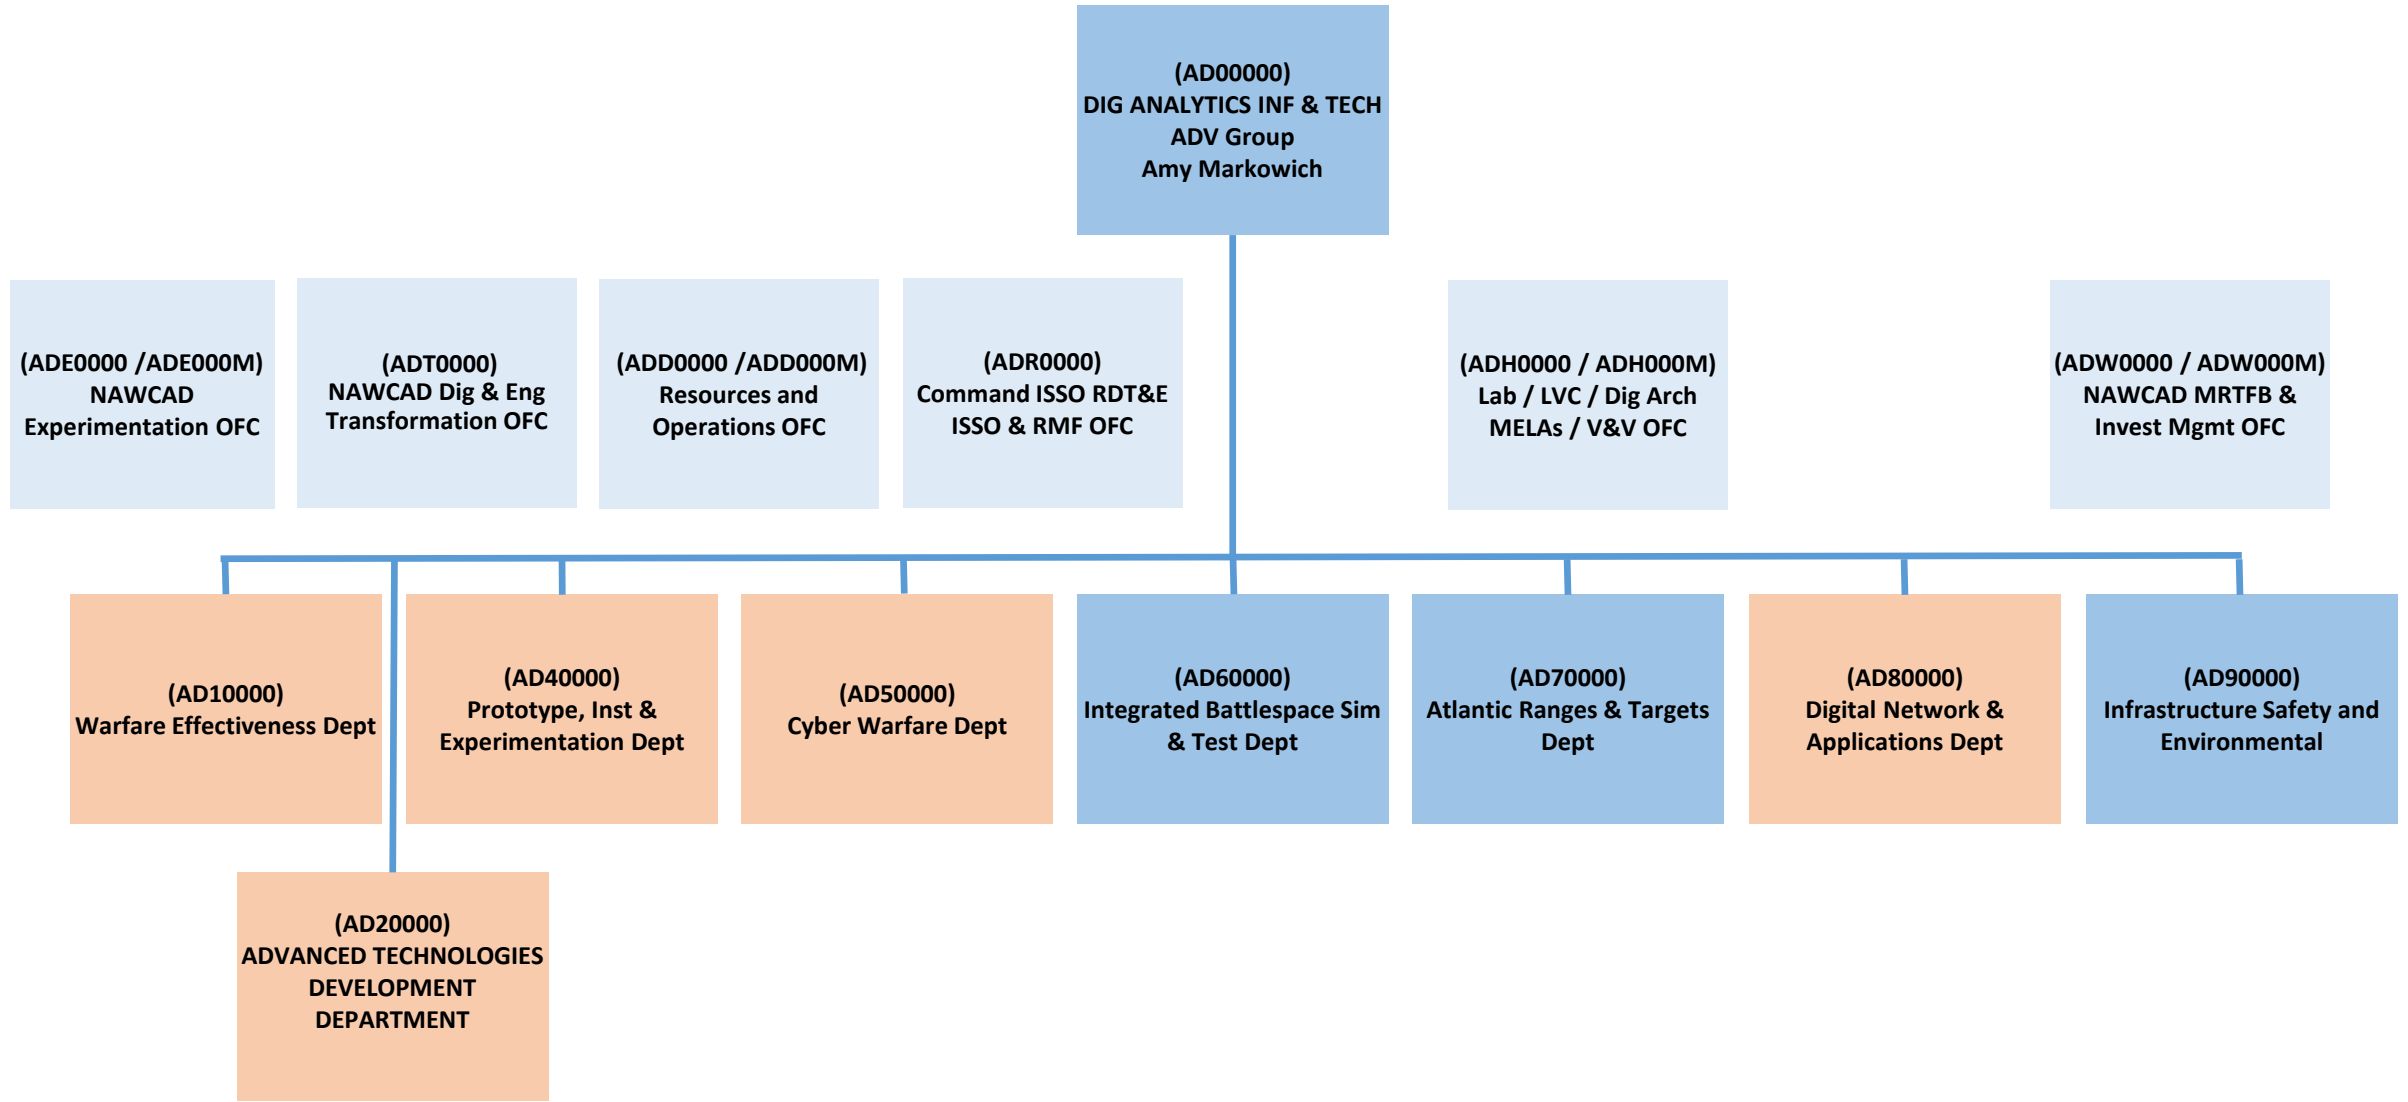 (AD00000)
DIG ANALYTICS INF & TECH
ADV Group
Amy Markowich
(ADE0000 /ADE000M)
NAWCAD
Experimentation OFC
(ADT0000)
NAWCAD Dig & Eng
Transformation OFC
(ADD0000 /ADD000M)
Resources and
Operations OFC
(ADR0000)
Command ISSO RDT&E
ISSO & RMF OFC
(ADH0000 / ADH000M)
Lab / LVC / Dig Arch
MELAs / V&V OFC
(ADW0000 / ADW000M)
NAWCAD MRTFB &
Invest Mgmt OFC
(AD10000)
Warfare Effectiveness Dept
(AD40000)
Prototype, Inst &
Experimentation Dept
(AD50000)
Cyber Warfare Dept
(AD60000)
Integrated Battlespace Sim
& Test Dept
(AD70000)
Atlantic Ranges & Targets
Dept
(AD80000)
Digital Network &
Applications Dept
(AD90000)
Infrastructure Safety and
Environmental
(AD20000)
ADVANCED TECHNOLOGIES
DEVELOPMENT
DEPARTMENT